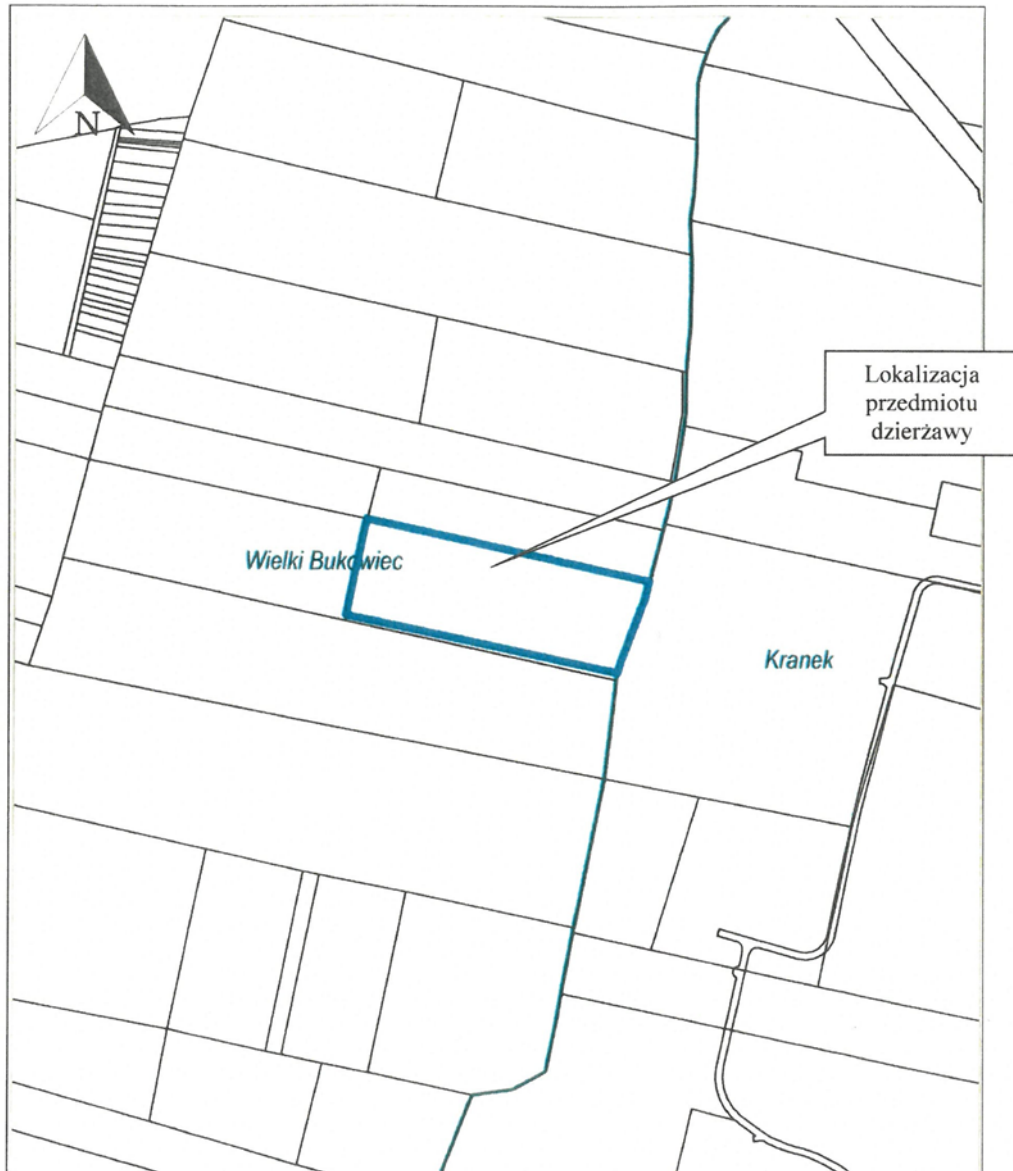 N
Lokalizacja
przedmiotu
dzierżawy
Wielki Bukowiec
Kranek